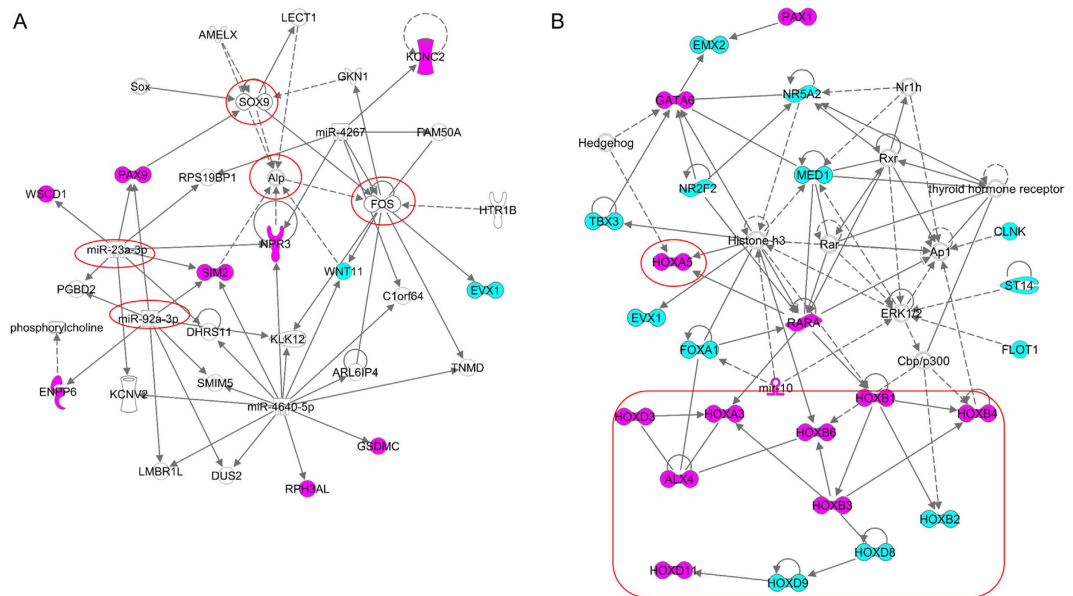 A
LECT1
AMELX
KCNC2
Sox
SOX9
GKN1
miR-4267
FAM50A
PAX9
RPS19BP1
Alp
WSCD1
FOS
HTR1B
miR-23a-3p
NPR3
SIM2
WNT11
PGBD2
EVX1
C1orf64
miR-92a-3p
phosphorylcholine
DHRS11
KLK12
ENPP6
KCNV2
SMIM5
ARL6IP4
TNMD
miR-4640-5p
GSDMC
LMBR1L
DUS2
RPH3AL
B
PAX1
EMX2
GATA6
NR5A2
Nr1h
Hedgehog
Rxr
MED1
NR2F2
thyroid hormone receptor
TBX3
CLNK
Histone h3
Rar
Ap1
HOXA5
ST14
EVX1
RARA
ERK1/2
FOXA1
Cbp/p300
FLOT1
mir-10
HOXB1
HOXD3
HOXA3
HOXB4
HOXB6
ALX4
HOXB3
HOXB2
HOXD8
HOXD11
HOXD9